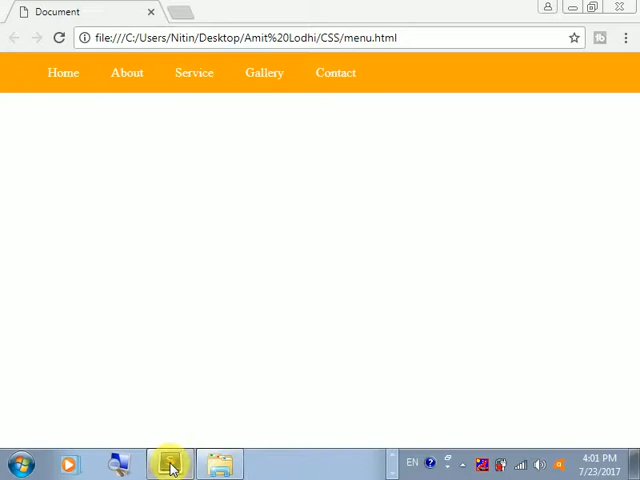 Document
file:///C:/Users/Nitin/Desktop/Amit%20Lodhi/CSS/menu.html
Home About Service Gallery Contact
EN
4:01 PM
7/23/2017